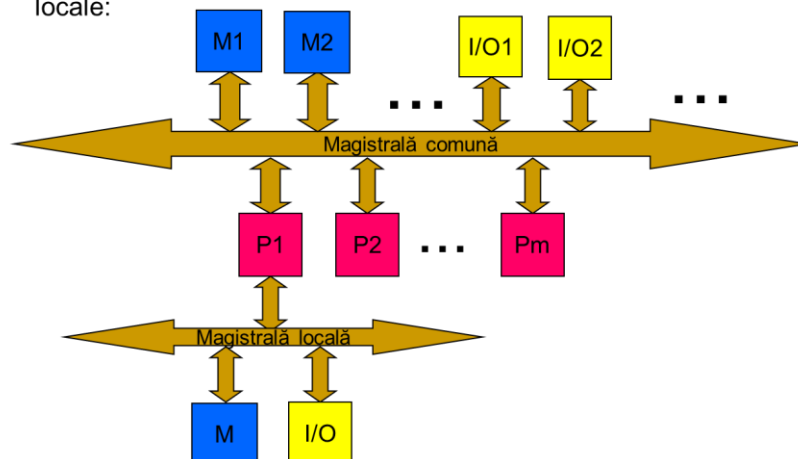 locale:
M1 M2 I/O1 I/O2
... ...
Magistrală comună
P1 P2 ... Pm
Magistrală locală
M I/O